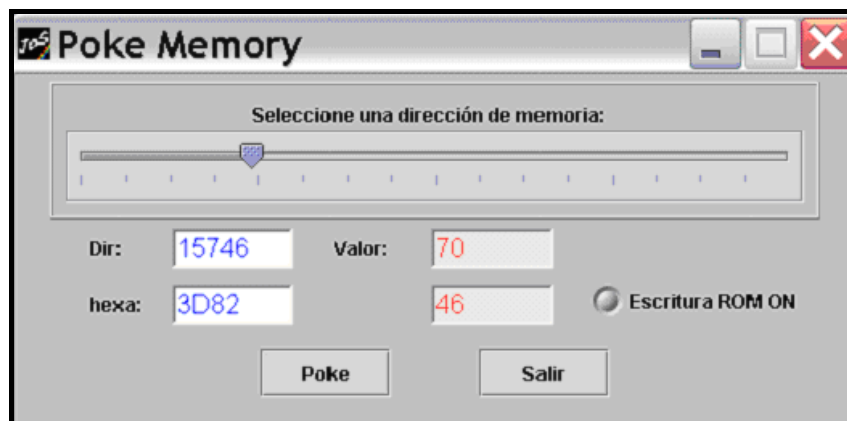 JOS Poke Memory
Seleccione una dirección de memoria:
Dir: 15746 Valor: 70
hexa: 3D82 46 Escritura ROM ON
Poke Salir